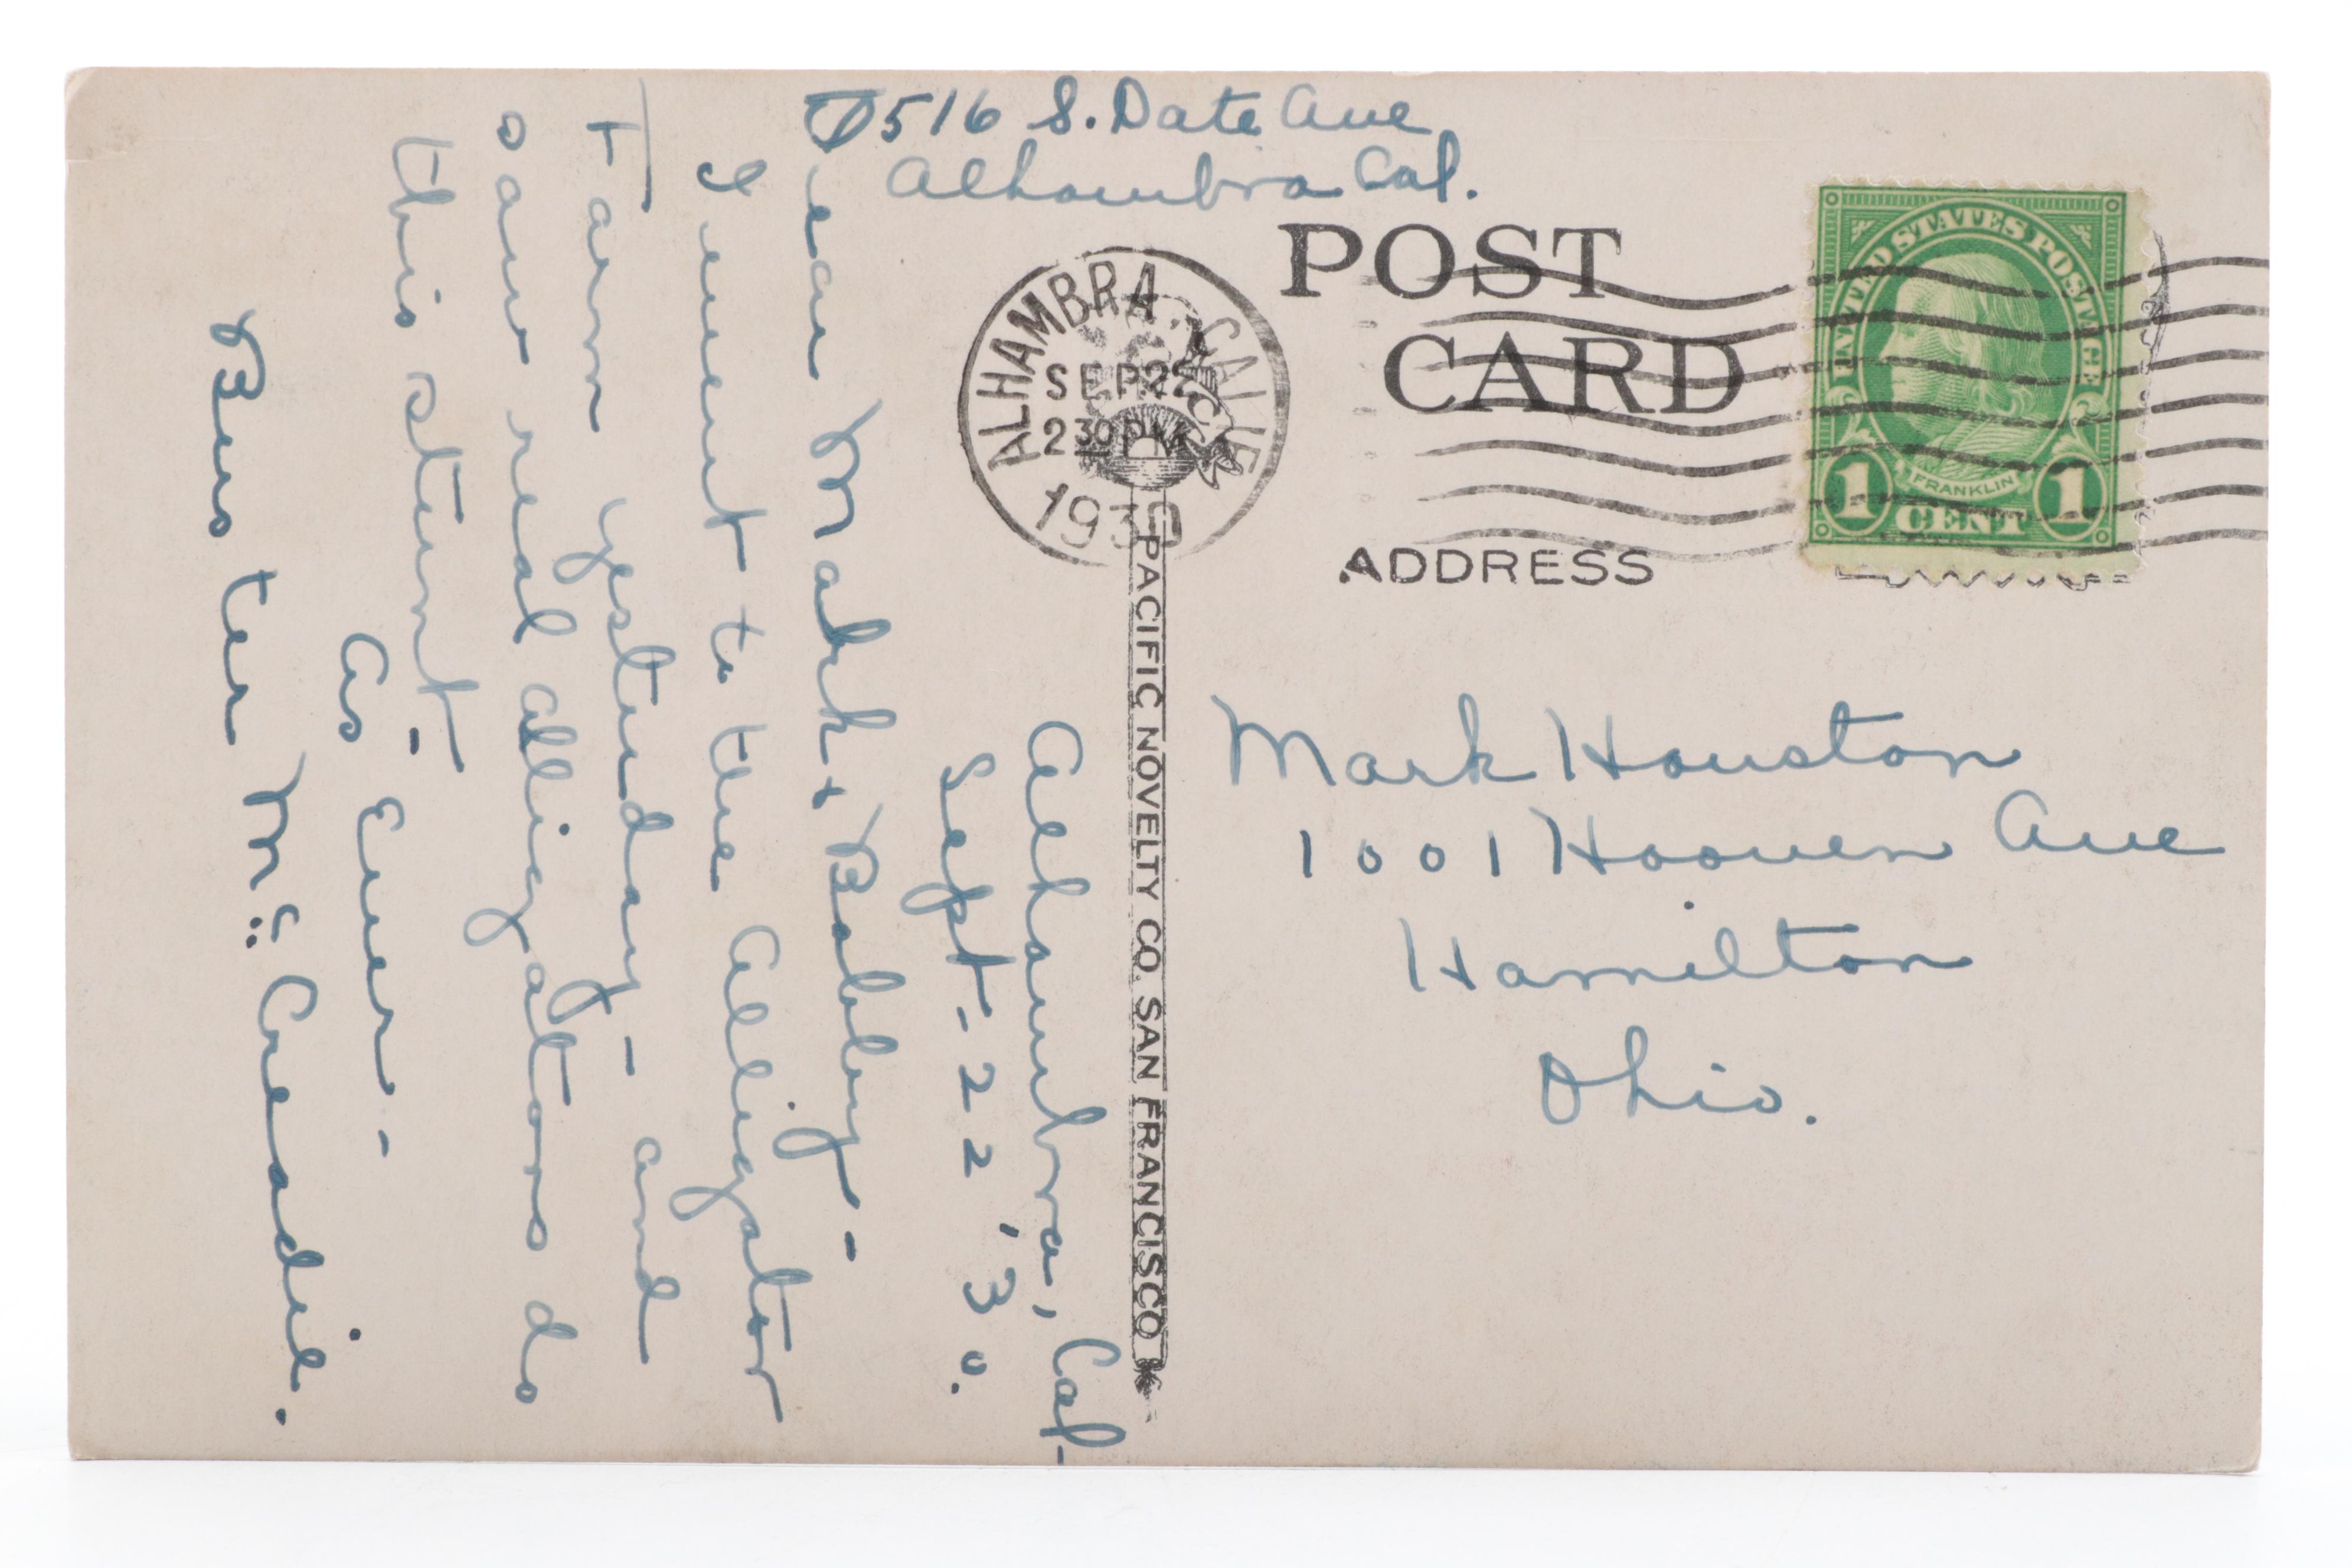 516 S. Date Ave
Alhambra Cal.
Alhambra, Cal-
Sept-22, '30.
Dear Mark + Bobby-
I went to the Alligator
Farm yesterday- and
saw real alligators do
this stunt-
As Ever-
Buster McCreadie.
POST
CARD
ADDRESS
ALHAMBRA, CALIF
SEP 22
2 30 PM
1930
UNITED STATES POSTAGE
FRANKLIN
1 CENT 1
PACIFIC NOVELTY CO. SAN FRANCISCO
Mark Houston
1001 Hooven Ave
Hamilton
Ohio.